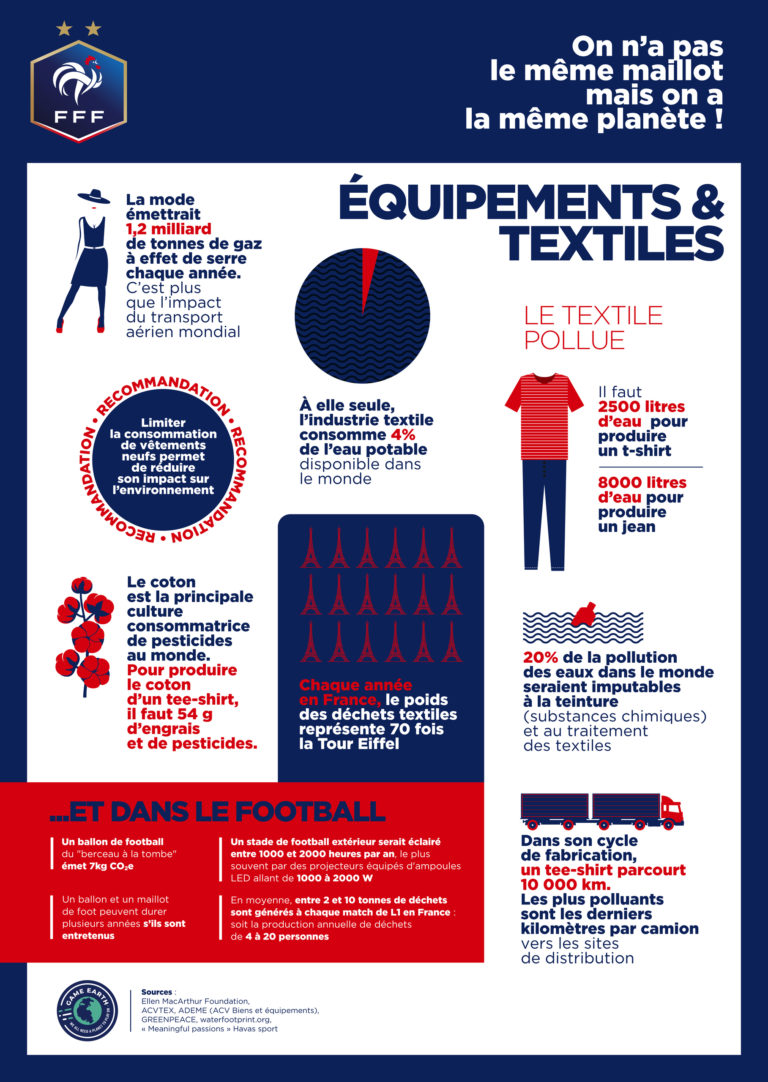 FFF
On n'a pas
le même maillot
mais on a
la même planète !
ÉQUIPEMENTS &
TEXTILES
La mode
émettrait
1,2 milliard
de tonnes de gaz
à effet de serre
chaque année.
C'est plus
que l'impact
du transport
aérien mondial
À elle seule,
l'industrie textile
consomme 4%
de l'eau potable
disponible dans
le monde
LE TEXTILE
POLLUE
Il faut
2500 litres
d'eau pour
produire
un t-shirt
8000 litres
d'eau pour
produire
un jean
RECOMMANDATION • RECOMMANDATION • RECOMMANDATION •
Limiter
la consommation
de vêtements
neufs permet
de réduire
son impact sur
l'environnement
Le coton
est la principale
culture
consommatrice
de pesticides
au monde.
Pour produire
le coton
d'un tee-shirt,
il faut 54 g
d'engrais
et de pesticides.
Chaque année
en France, le poids
des déchets textiles
représente 70 fois
la Tour Eiffel
20% de la pollution
des eaux dans le monde
seraient imputables
à la teinture
(substances chimiques)
et au traitement
des textiles
Dans son cycle
de fabrication,
un tee-shirt parcourt
10 000 km.
Les plus polluants
sont les derniers
kilomètres par camion
vers les sites
de distribution
...ET DANS LE FOOTBALL
Un ballon de football
du "berceau à la tombe"
émet 7kg CO₂e
Un stade de football extérieur serait éclairé
entre 1000 et 2000 heures par an, le plus
souvent par des projecteurs équipés d'ampoules
LED allant de 1000 à 2000 W
Un ballon et un maillot
de foot peuvent durer
plusieurs années s'ils sont
entretenus
En moyenne, entre 2 et 10 tonnes de déchets
sont générés à chaque match de L1 en France :
soit la production annuelle de déchets
de 4 à 20 personnes
GAME EARTH
WE ALL NEED A PLANET TO PLAY ON
Sources :
Ellen MacArthur Foundation,
ACVTEX, ADEME (ACV Biens et équipements),
GREENPEACE, waterfootprint.org,
« Meaningful passions » Havas sport